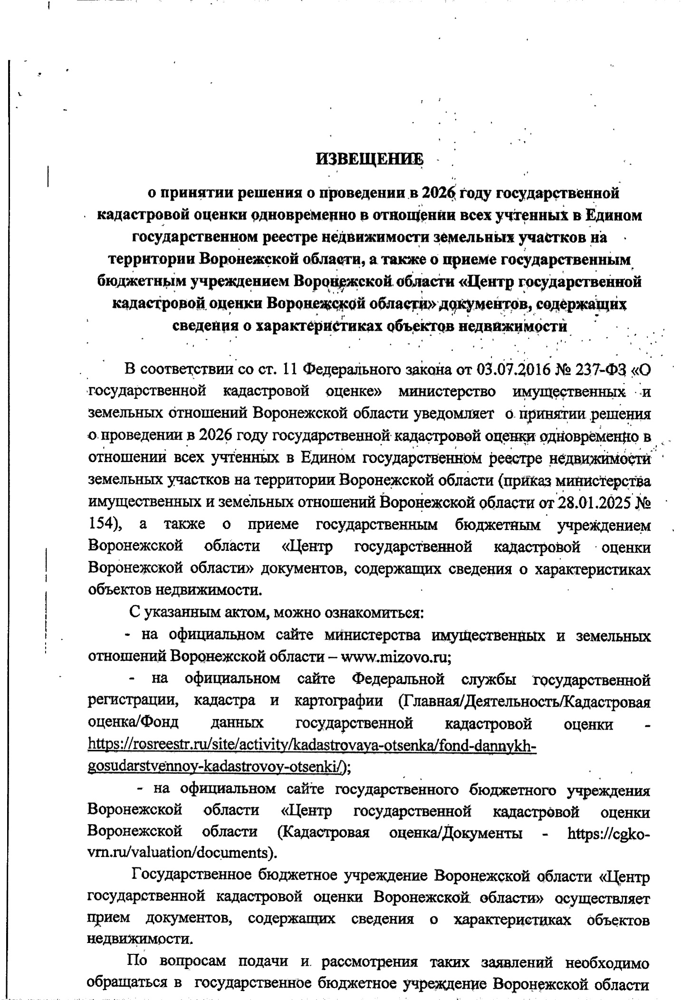 ИЗВЕЩЕНИЕ
о принятии решения о проведении в 2026 году государственной
кадастровой оценки одновременно в отношении всех учтенных в Едином
государственном реестре недвижимости земельных участков на
территории Воронежской области, а также о приеме государственным
бюджетным учреждением Воронежской области «Центр государственной
кадастровой оценки Воронежской области» документов, содержащих
сведения о характеристиках объектов недвижимости
В соответствии со ст. 11 Федерального закона от 03.07.2016 № 237-ФЗ «О
государственной кадастровой оценке» министерство имущественных и
земельных отношений Воронежской области уведомляет о принятии решения
о проведении в 2026 году государственной кадастровой оценки одновременно в
отношении всех учтенных в Едином государственном реестре недвижимости
земельных участков на территории Воронежской области (приказ министерства
имущественных и земельных отношений Воронежской области от 28.01.2025 №
154), а также о приеме государственным бюджетным учреждением
Воронежской области «Центр государственной кадастровой оценки
Воронежской области» документов, содержащих сведения о характеристиках
объектов недвижимости.
С указанным актом, можно ознакомиться:
- на официальном сайте министерства имущественных и земельных
отношений Воронежской области – www.mizovo.ru;
- на официальном сайте Федеральной службы государственной
регистрации, кадастра и картографии (Главная/Деятельность/Кадастровая
оценка/Фонд данных государственной кадастровой оценки -
https://rosreestr.ru/site/activity/kadastrovaya-otsenka/fond-dannykh-
gosudarstvennoy-kadastrovoy-otsenki/);
- на официальном сайте государственного бюджетного учреждения
Воронежской области «Центр государственной кадастровой оценки
Воронежской области (Кадастровая оценка/Документы - https://cgko-
vrn.ru/valuation/documents).
Государственное бюджетное учреждение Воронежской области «Центр
государственной кадастровой оценки Воронежской области» осуществляет
прием документов, содержащих сведения о характеристиках объектов
недвижимости.
По вопросам подачи и рассмотрения таких заявлений необходимо
обращаться в государственное бюджетное учреждение Воронежской области